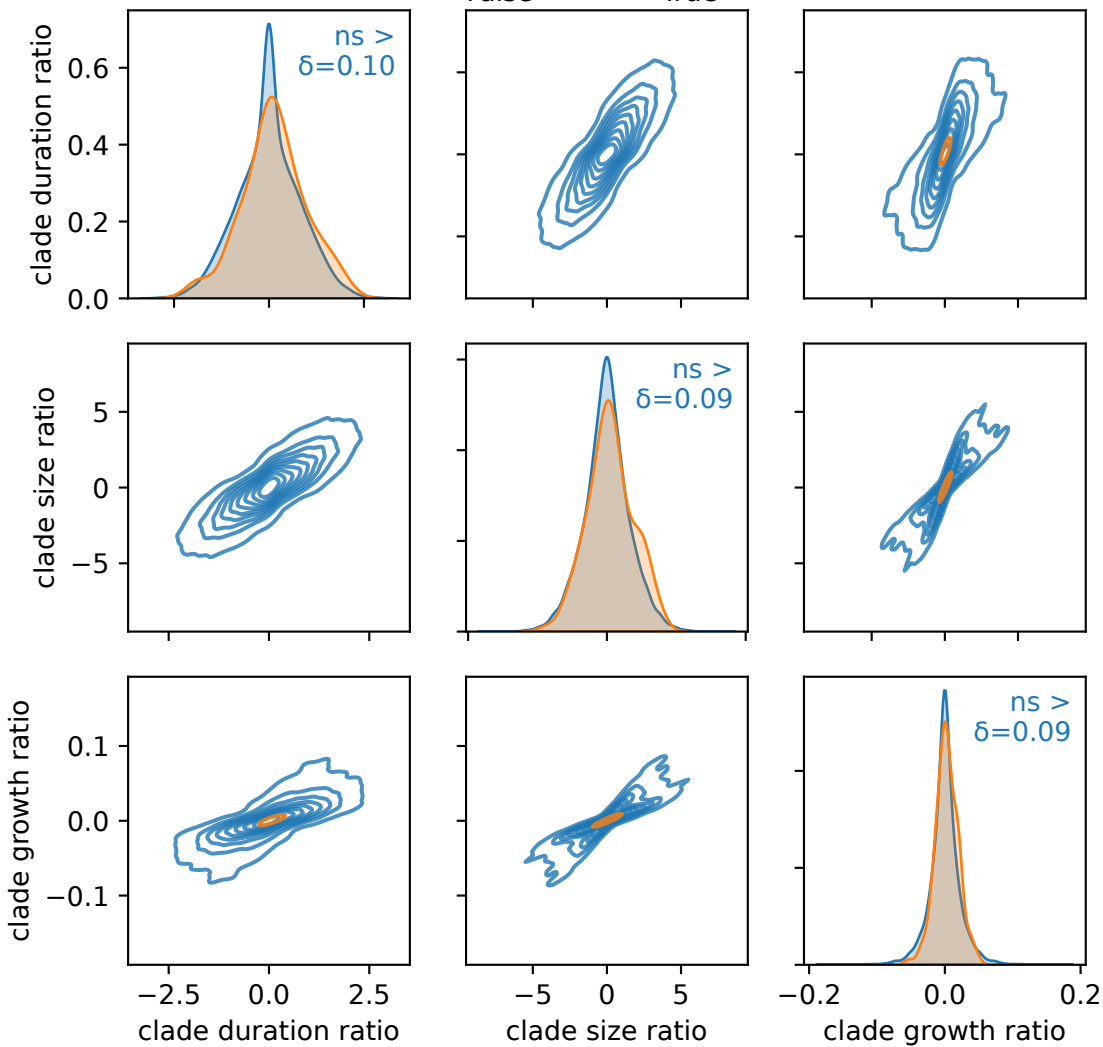 clade duration ratio
0.6
0.4
0.2
0.0
ns >
δ=0.10
clade size ratio
5
0
−5
ns >
δ=0.09
clade growth ratio
0.1
0.0
−0.1
ns >
δ=0.09
−2.5 0.0 2.5
−5 0 5
−0.2 0.0 0.2
clade duration ratio
clade size ratio
clade growth ratio